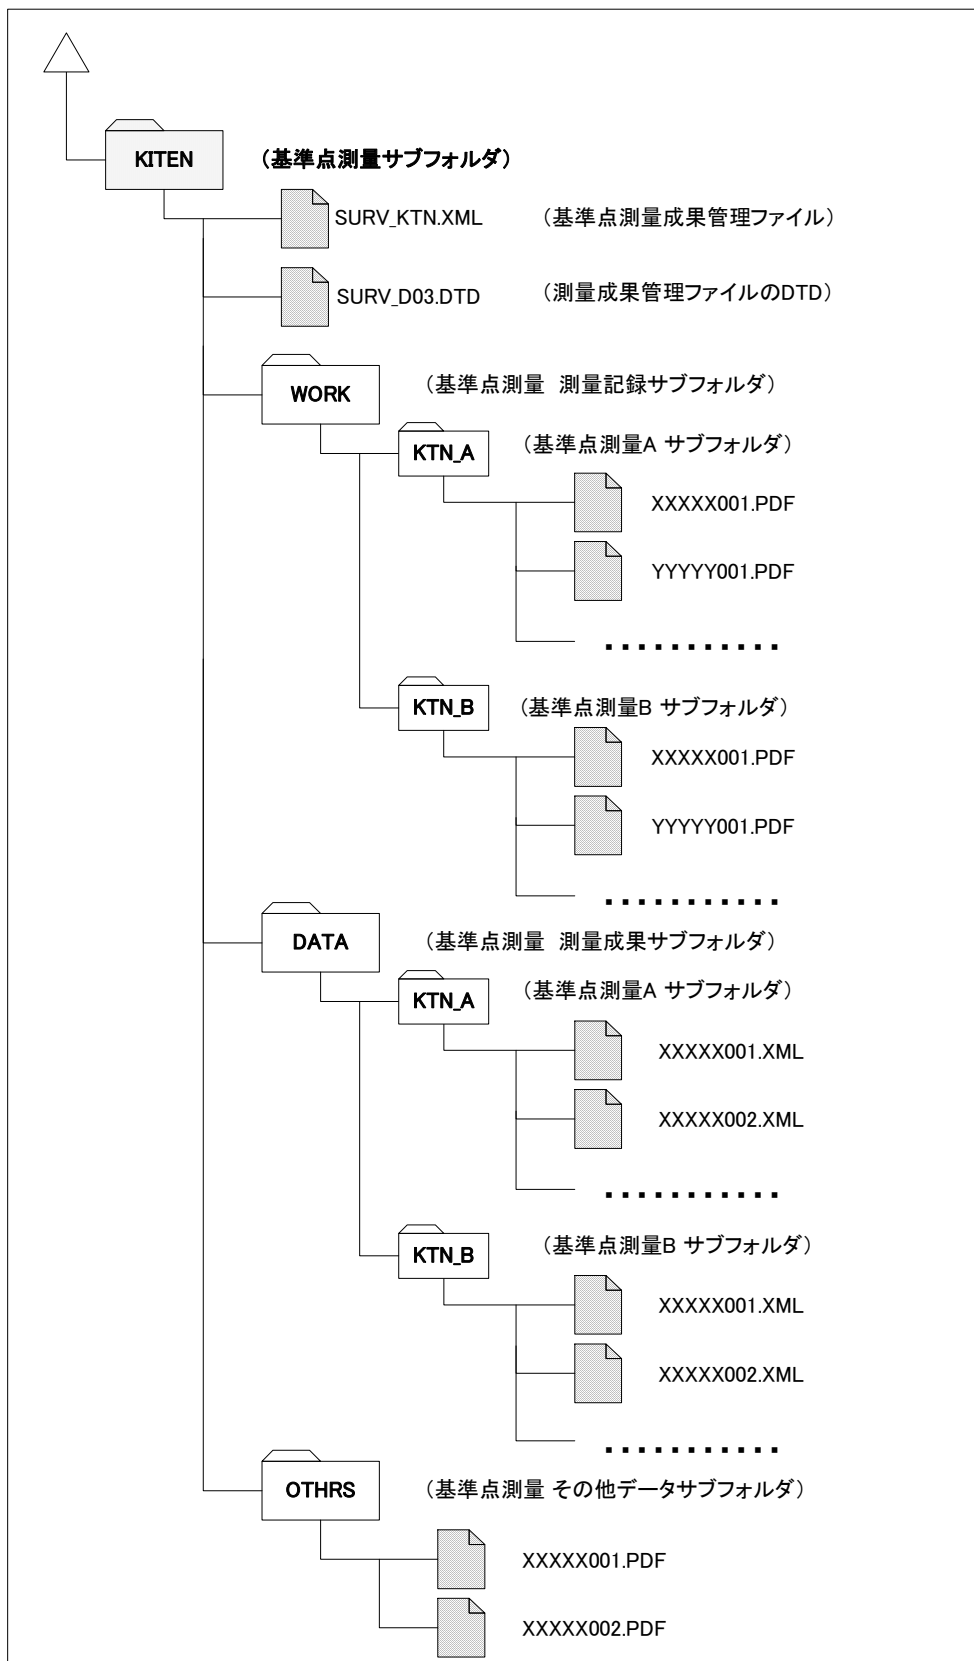 KITEN （基準点測量サブフォルダ）
SURV_KTN.XML （基準点測量成果管理ファイル）
SURV_D03.DTD （測量成果管理ファイルのDTD）
WORK （基準点測量 測量記録サブフォルダ）
KTN_A （基準点測量A サブフォルダ）
XXXXX001.PDF
YYYYY001.PDF
・・・・・・・・・・・
KTN_B （基準点測量B サブフォルダ）
XXXXX001.PDF
YYYYY001.PDF
・・・・・・・・・・・
DATA （基準点測量 測量成果サブフォルダ）
KTN_A （基準点測量A サブフォルダ）
XXXXX001.XML
XXXXX002.XML
・・・・・・・・・・・
KTN_B （基準点測量B サブフォルダ）
XXXXX001.XML
XXXXX002.XML
・・・・・・・・・・・
OTHRS （基準点測量 その他データサブフォルダ）
XXXXX001.PDF
XXXXX002.PDF